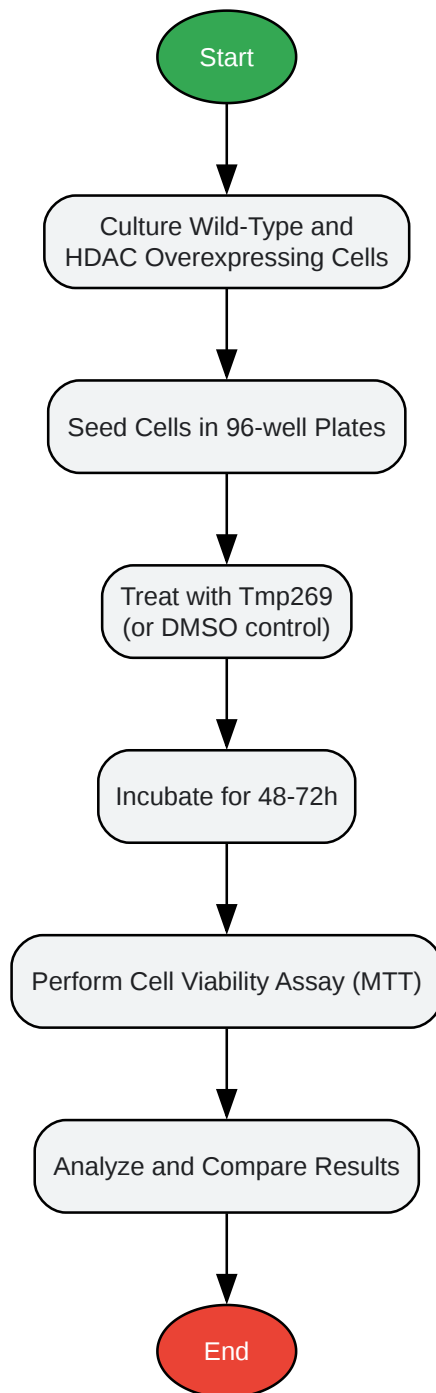 Start
Culture Wild-Type and
HDAC Overexpressing Cells
Seed Cells in 96-well Plates
Treat with Tmp269
(or DMSO control)
Incubate for 48-72h
Perform Cell Viability Assay (MTT)
Analyze and Compare Results
End